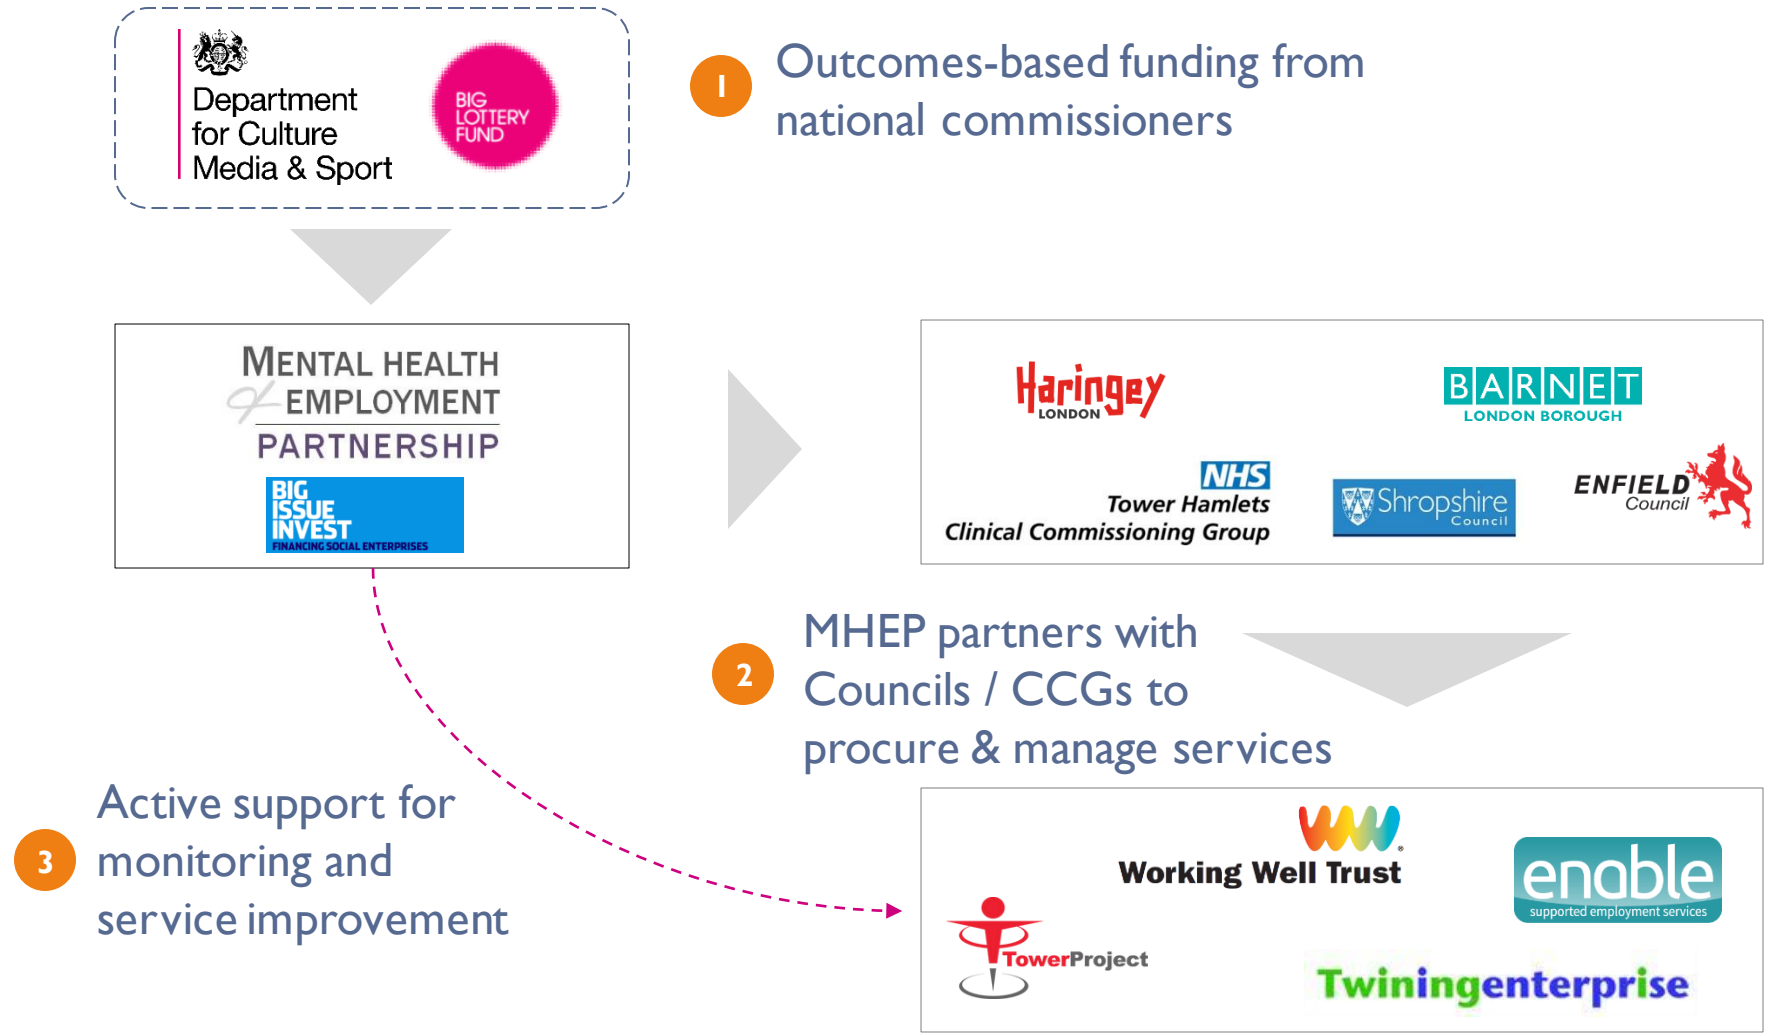 Department
for Culture
Media & Sport
BIG
LOTTERY
FUND
1
Outcomes-based funding from
national commissioners
MENTAL HEALTH
& EMPLOYMENT
PARTNERSHIP
BIG
ISSUE
INVEST
FINANCING SOCIAL ENTERPRISES
Haringey
LONDON
BARNET
LONDON BOROUGH
NHS
Tower Hamlets
Clinical Commissioning Group
Shropshire
Council
ENFIELD
Council
2
MHEP partners with
Councils / CCGs to
procure & manage services
3
Active support for
monitoring and
service improvement
Working Well Trust
enable
supported employment services
TowerProject
Twiningenterprise